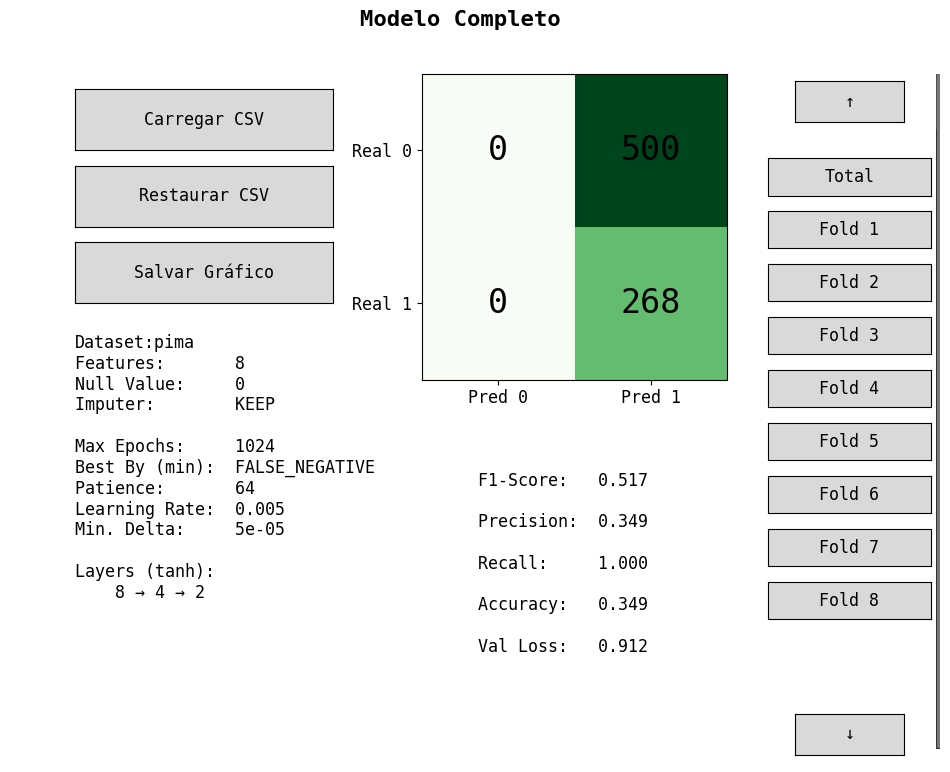 Modelo Completo
Carregar CSV
Restaurar CSV
Salvar Gráfico
Dataset:pima
Features: 8
Null Value: 0
Imputer: KEEP
Max Epochs: 1024
Best By (min): FALSE_NEGATIVE
Patience: 64
Learning Rate: 0.005
Min. Delta: 5e-05
Layers (tanh):
8 → 4 → 2
Real 0 0 500
Real 1 0 268
Pred 0 Pred 1
F1-Score: 0.517
Precision: 0.349
Recall: 1.000
Accuracy: 0.349
Val Loss: 0.912
↑
Total
Fold 1
Fold 2
Fold 3
Fold 4
Fold 5
Fold 6
Fold 7
Fold 8
↓